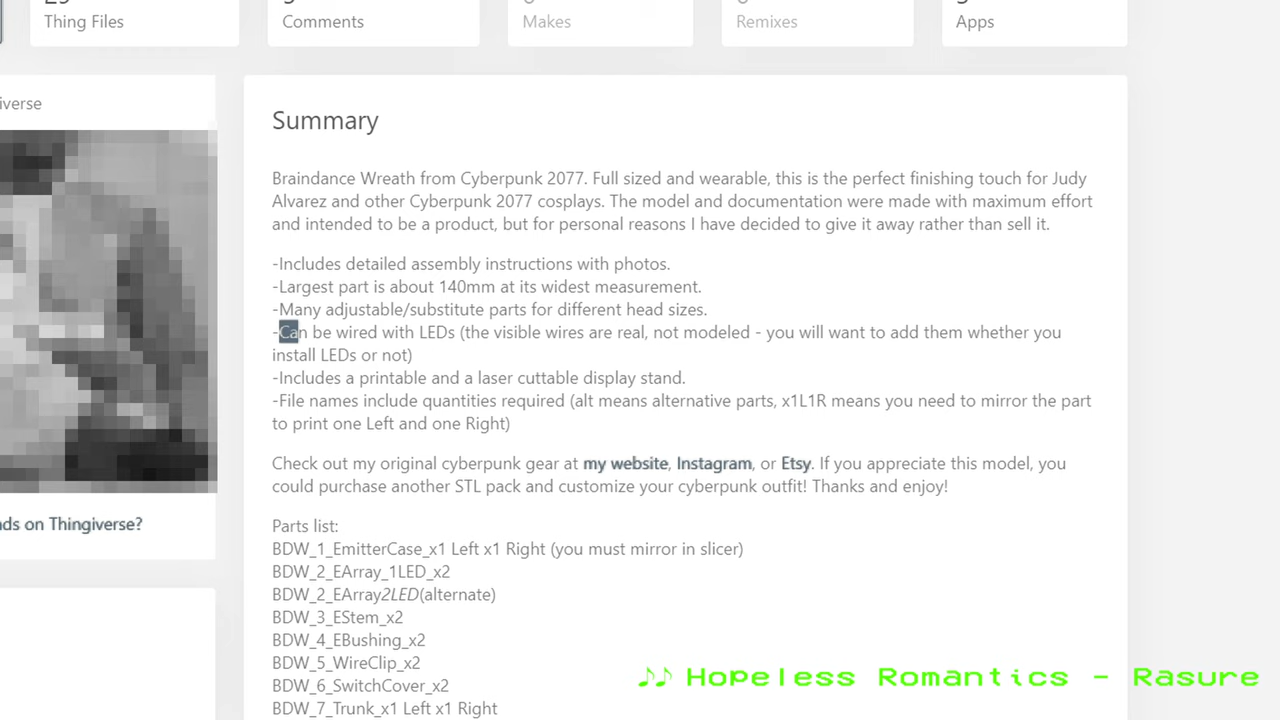 Thing Files
Comments
Makes
Remixes
Apps
iverse
Summary
Braindance Wreath from Cyberpunk 2077. Full sized and wearable, this is the perfect finishing touch for Judy
Alvarez and other Cyberpunk 2077 cosplays. The model and documentation were made with maximum effort
and intended to be a product, but for personal reasons I have decided to give it away rather than sell it.
-Includes detailed assembly instructions with photos.
-Largest part is about 140mm at its widest measurement.
-Many adjustable/substitute parts for different head sizes.
-Can be wired with LEDs (the visible wires are real, not modeled - you will want to add them whether you
install LEDs or not)
-Includes a printable and a laser cuttable display stand.
-File names include quantities required (alt means alternative parts, x1L1R means you need to mirror the part
to print one Left and one Right)
Check out my original cyberpunk gear at my website, Instagram, or Etsy. If you appreciate this model, you
could purchase another STL pack and customize your cyberpunk outfit! Thanks and enjoy!
nds on Thingiverse?
Parts list:
BDW_1_EmitterCase_x1 Left x1 Right (you must mirror in slicer)
BDW_2_EArray_1LED_x2
BDW_2_EArray2LED(alternate)
BDW_3_EStem_x2
BDW_4_EBushing_x2
BDW_5_WireClip_x2
BDW_6_SwitchCover_x2
BDW_7_Trunk_x1 Left x1 Right
♪♪ Hopeless Romantics - Rasure